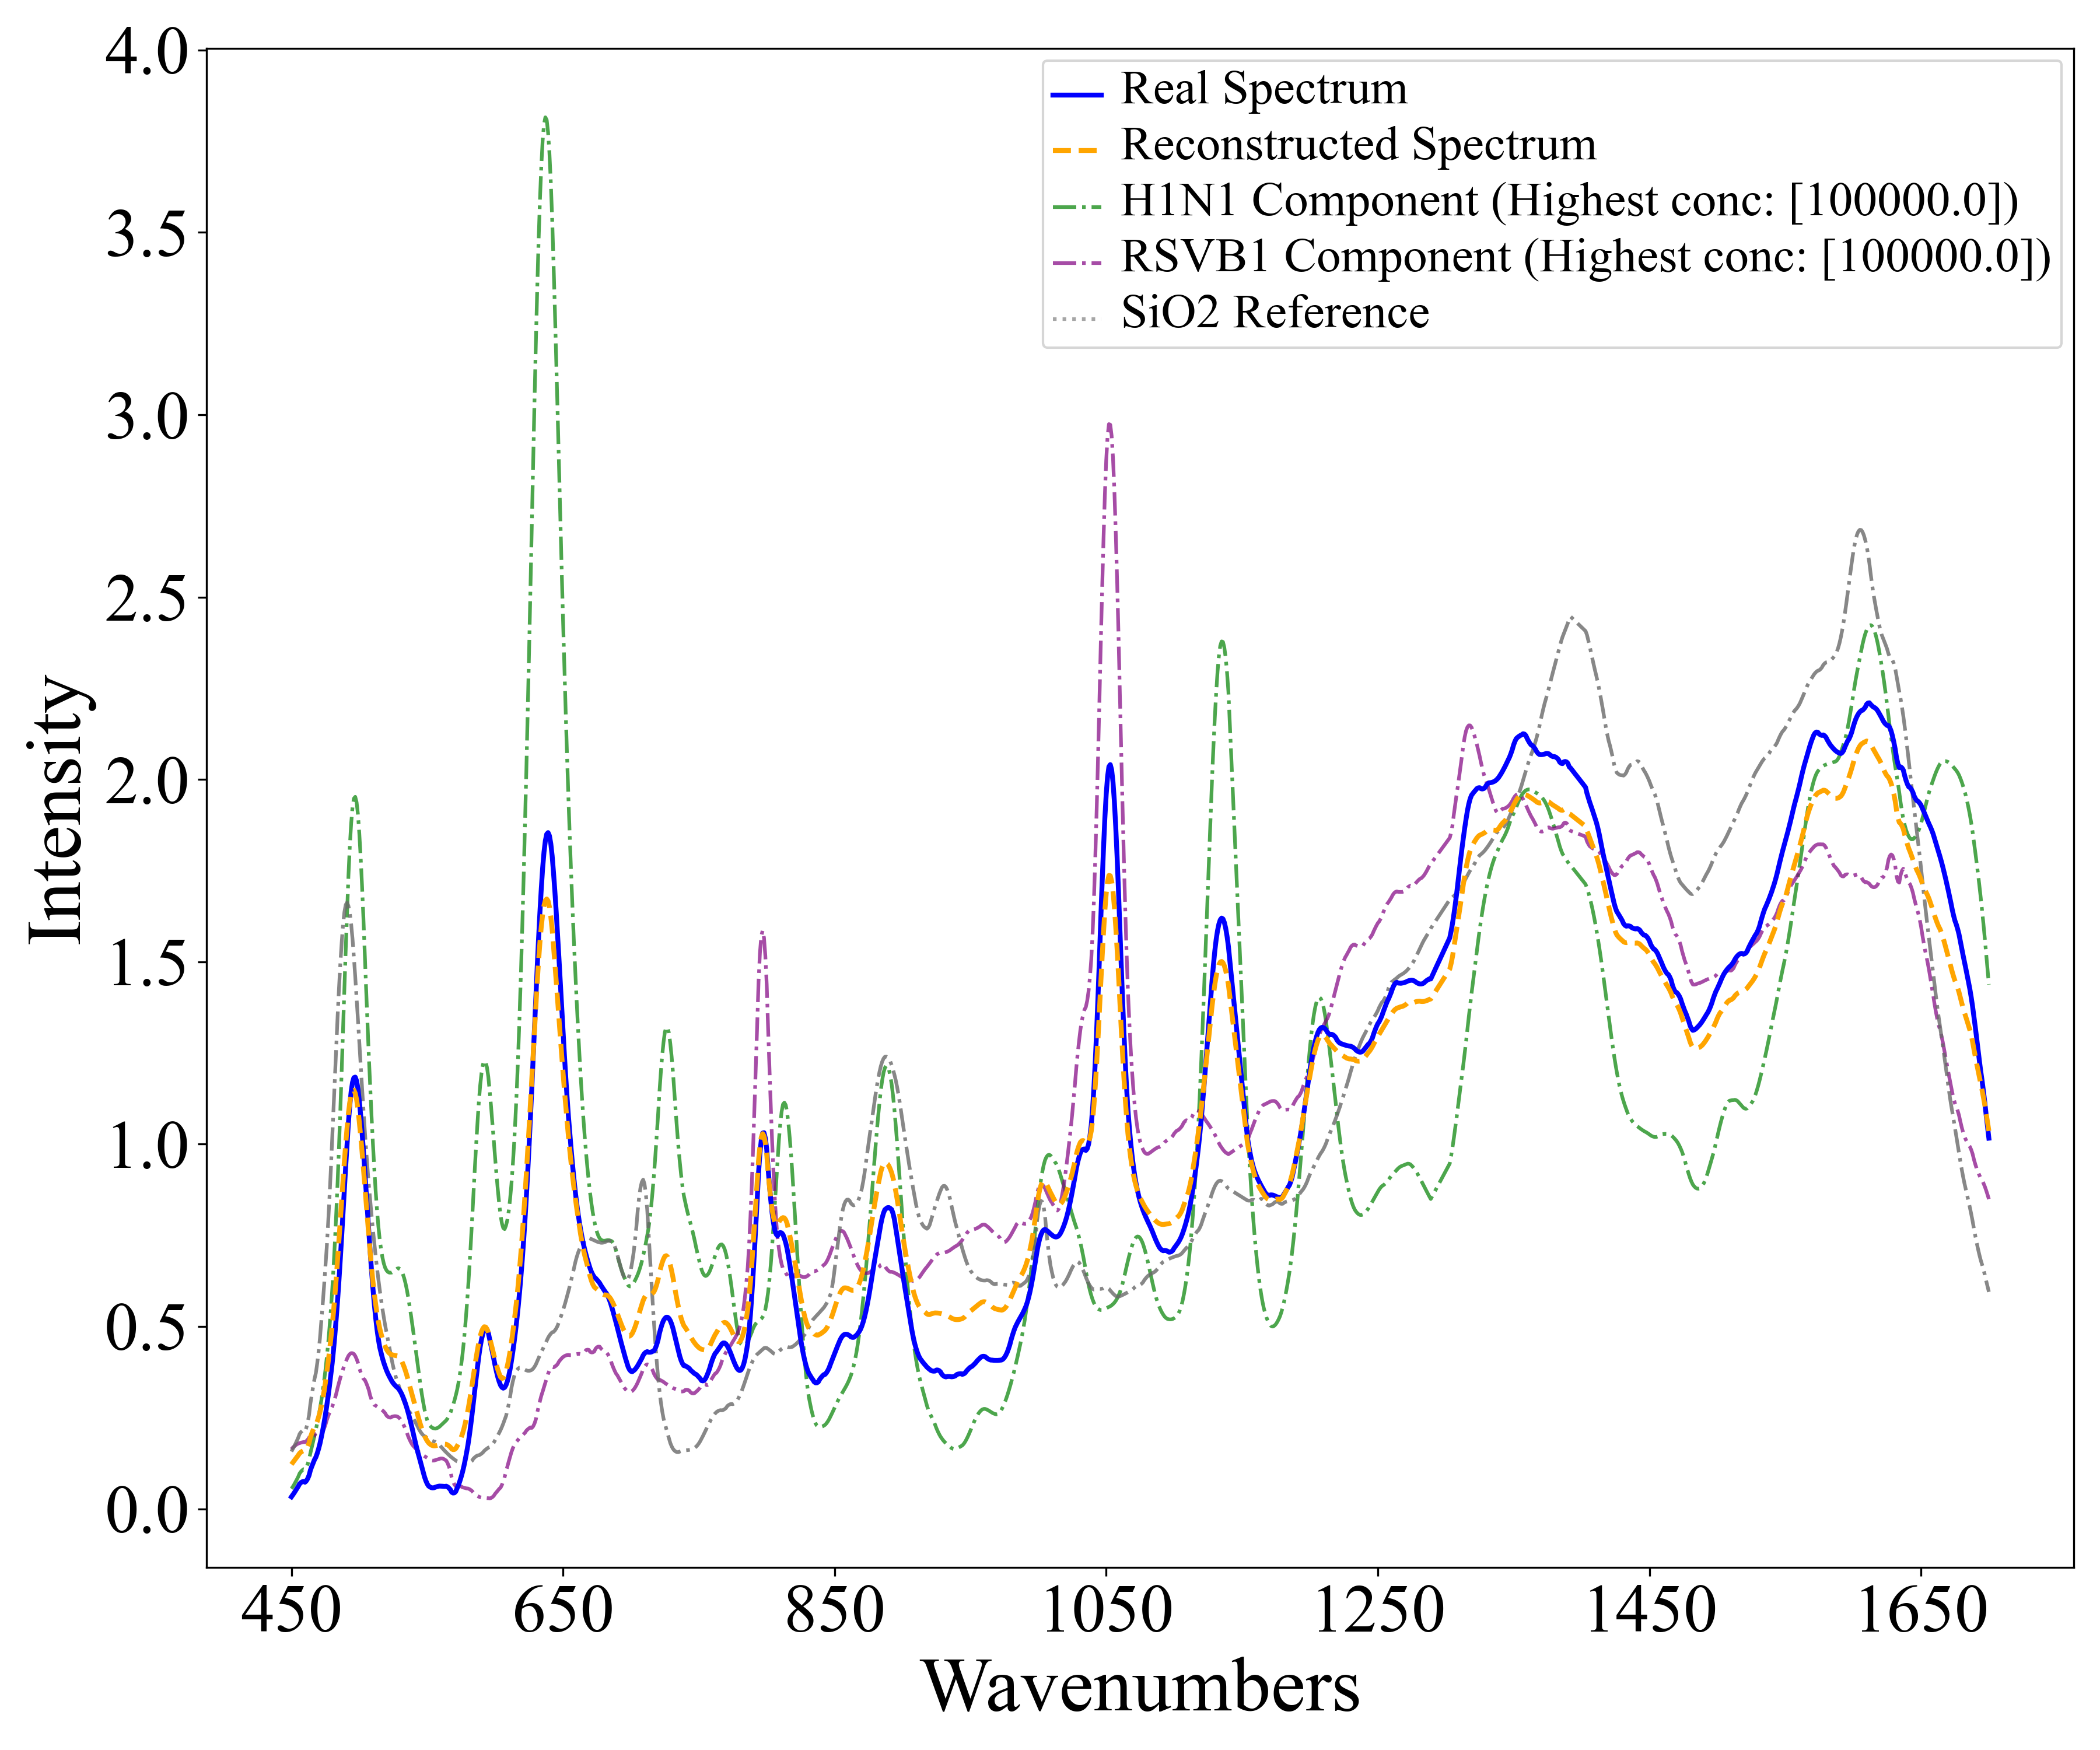 4.0
3.5
3.0
2.5
2.0
1.5
1.0
0.5
0.0
Intensity
Real Spectrum
Reconstructed Spectrum
H1N1 Component (Highest conc: [100000.0])
RSVB1 Component (Highest conc: [100000.0])
SiO2 Reference
450 650 850 1050 1250 1450 1650
Wavenumbers